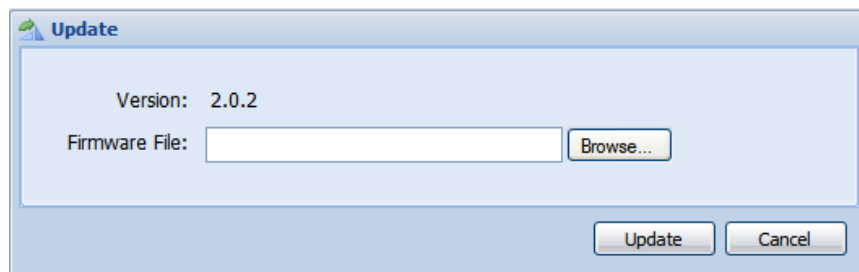 Update
Version: 2.0.2
Firmware File: Browse...
Update Cancel